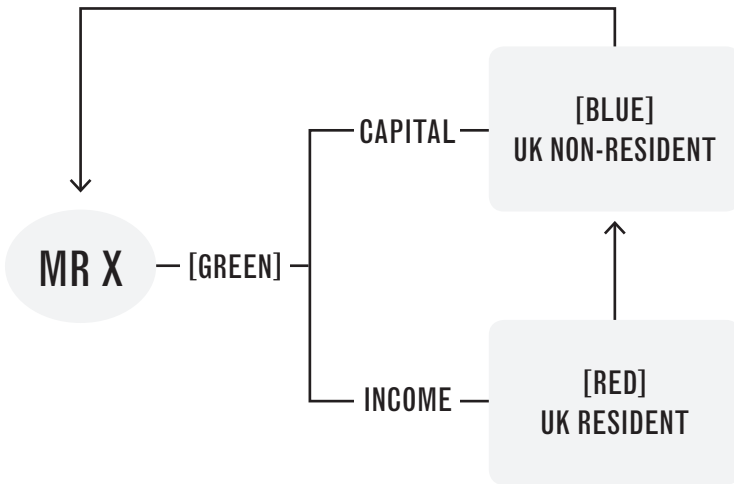 [BLUE]
UK NON-RESIDENT
CAPITAL
MR X
[GREEN]
INCOME
[RED]
UK RESIDENT